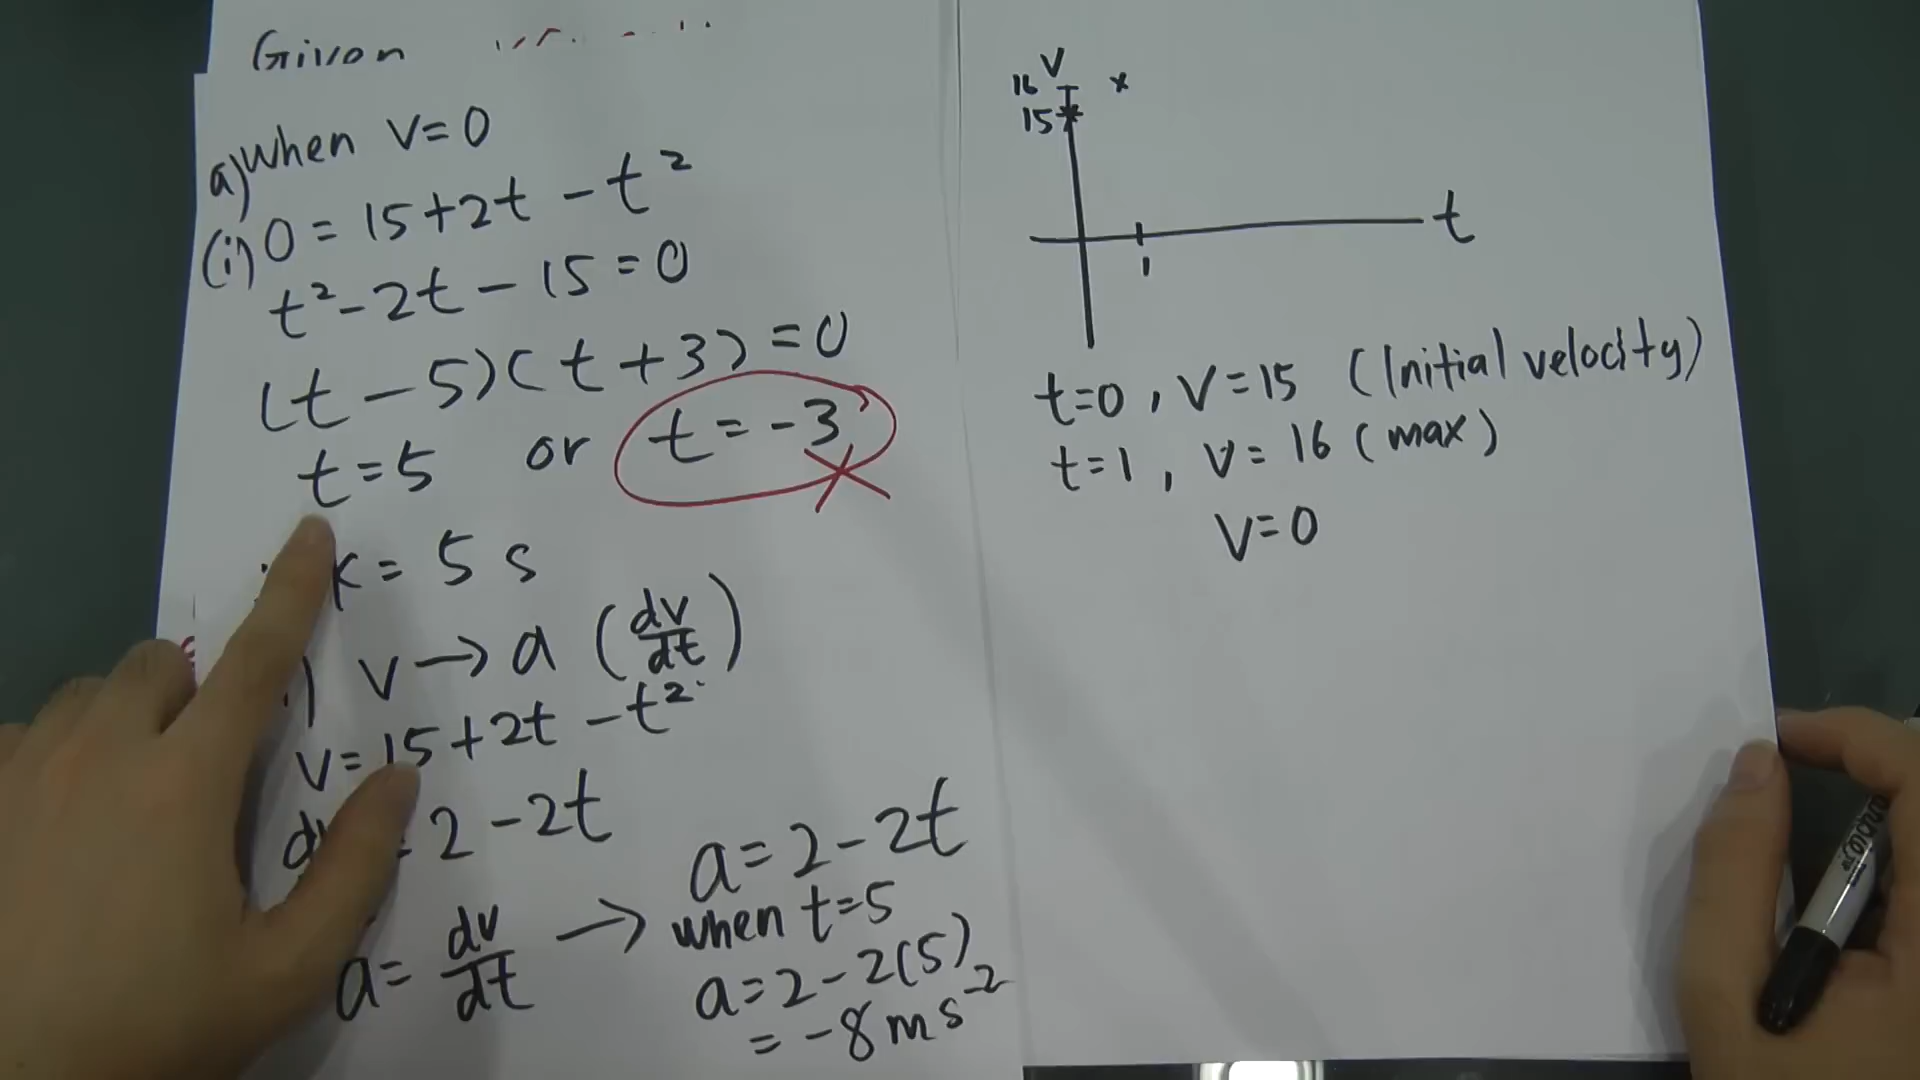 Given
a) when v=0
(i) 0 = 15+2t - t²
t² - 2t - 15 = 0
(t - 5)(t + 3) = 0
t = 5 or t = -3
k = 5 s
) v → a (dv/dt)
v = 15+2t - t²
= 2 - 2t
a = dv/dt → a = 2 - 2t
when t=5
a = 2 - 2(5)
= -8 m s⁻²
v
16
15
t
1
t=0, v=15 (Initial velocity)
t=1, v= 16 (max)
v=0